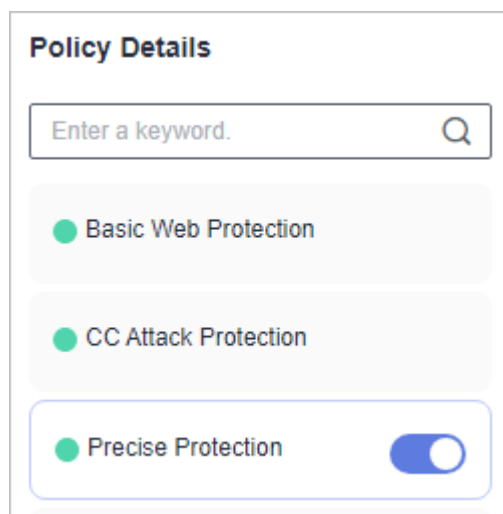 Policy Details
Enter a keyword.
Basic Web Protection
CC Attack Protection
Precise Protection